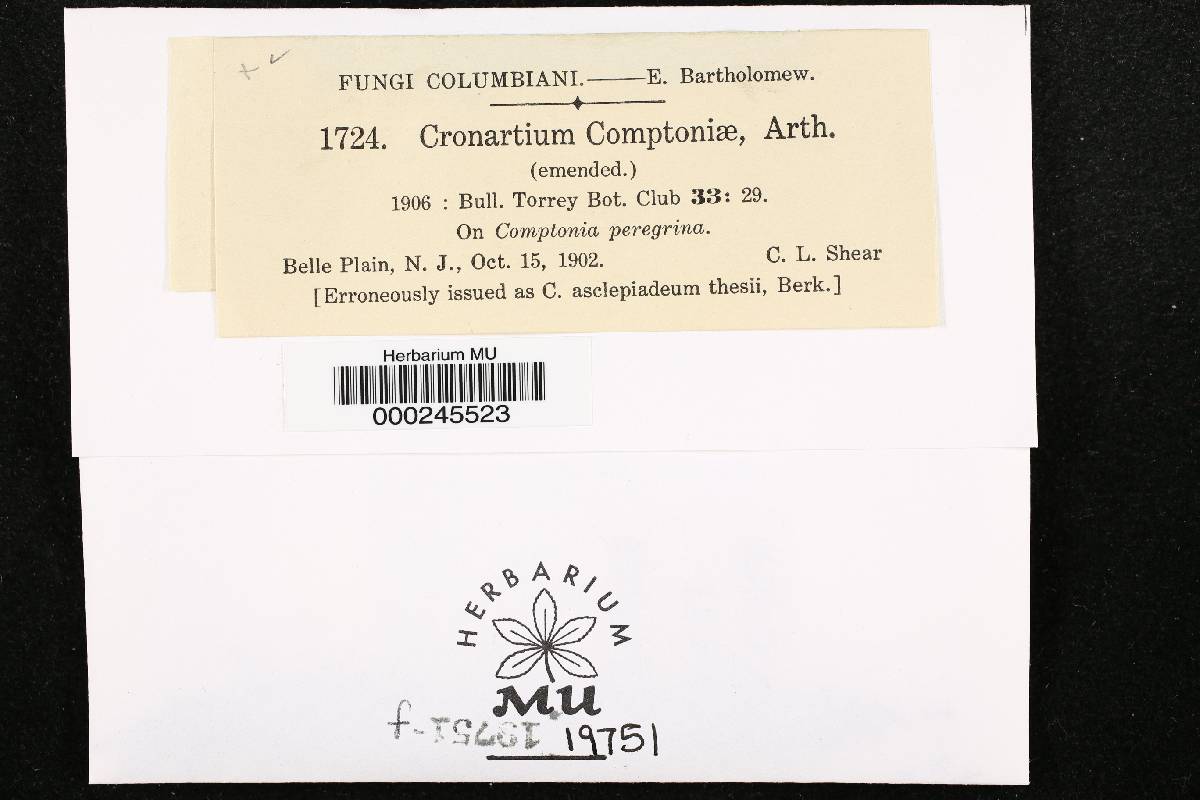 FUNGI COLUMBIANI.——E. Bartholomew.
1724. Cronartium Comptoniæ, Arth.
(emended.)
1906 : Bull. Torrey Bot. Club 33: 29.
On Comptonia peregrina.
Belle Plain, N. J., Oct. 15, 1902. C. L. Shear
[Erroneously issued as C. asclepiadeum thesii, Berk.]
Herbarium MU
000245523
HERBARIUM
MU
19751-f
19751